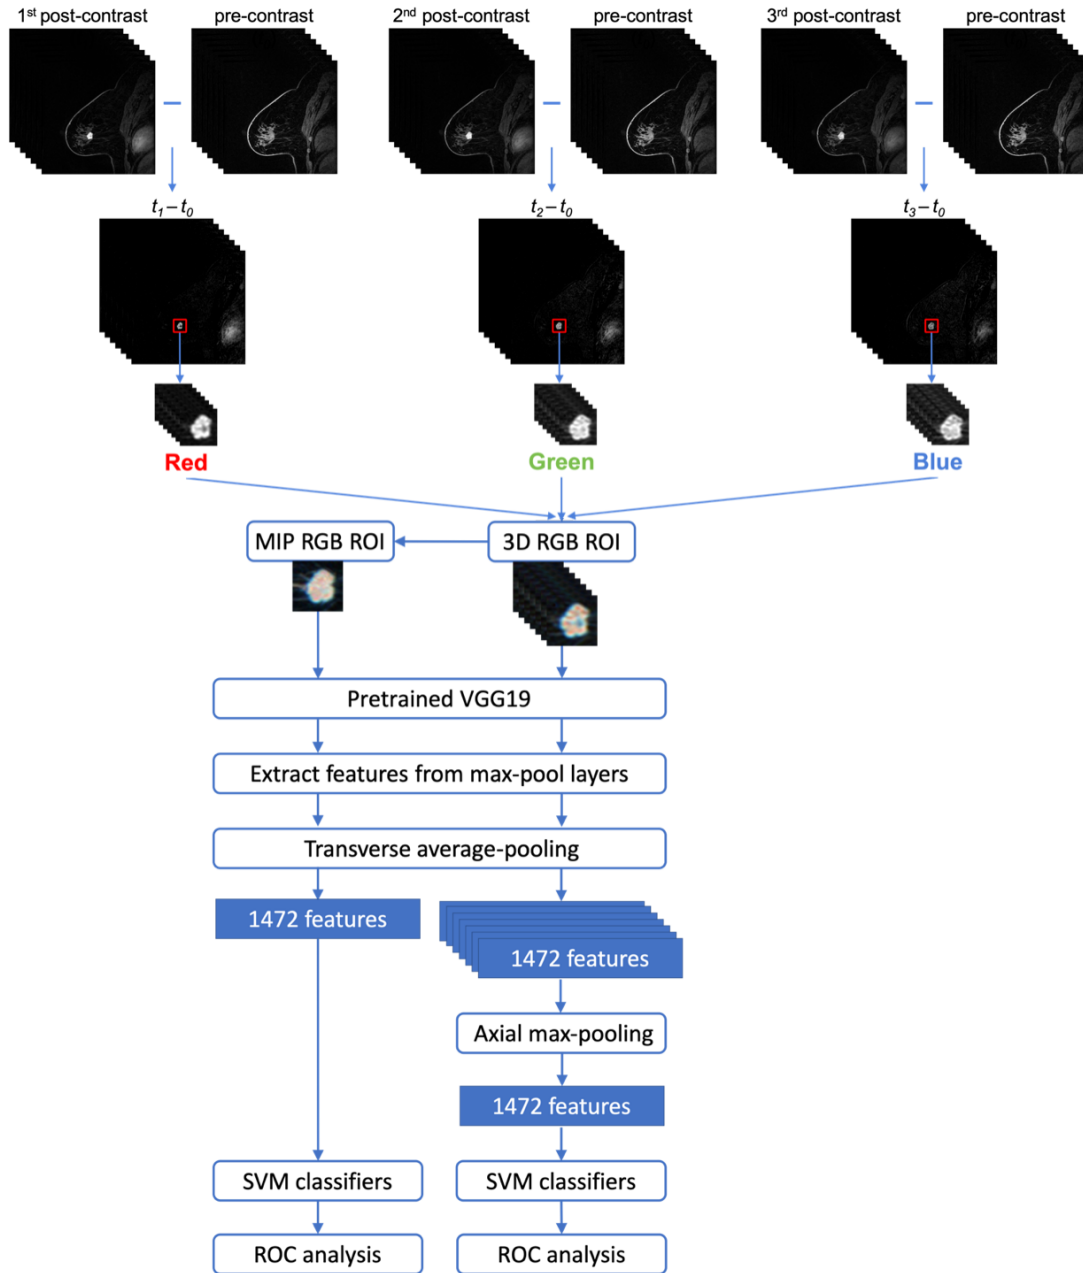 1st post-contrast pre-contrast 2nd post-contrast pre-contrast 3rd post-contrast pre-contrast
t1 – t0 t2 – t0 t3 – t0
Red Green Blue
MIP RGB ROI 3D RGB ROI
Pretrained VGG19
Extract features from max-pool layers
Transverse average-pooling
1472 features
1472 features
Axial max-pooling
1472 features
SVM classifiers SVM classifiers
ROC analysis ROC analysis